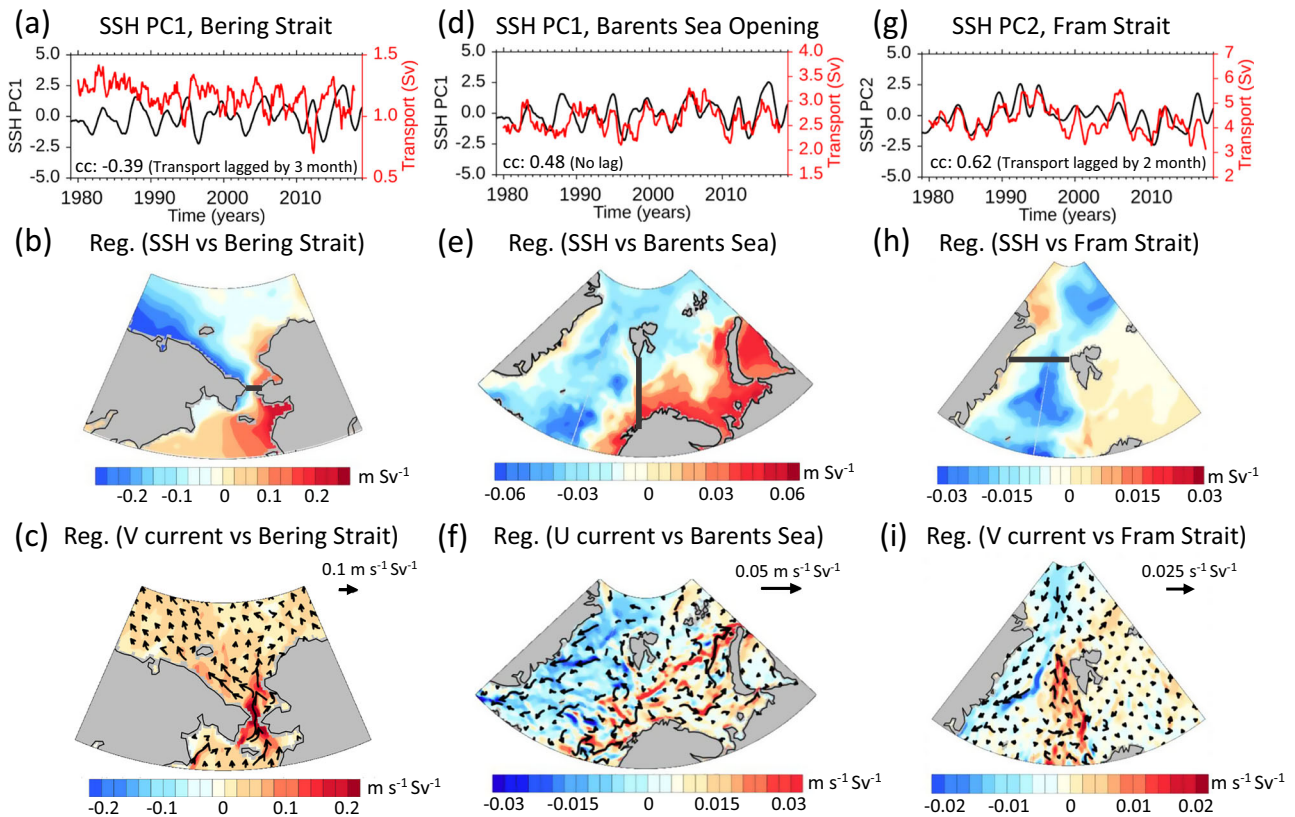 (a) SSH PC1, Bering Strait
5.0
2.5
0.0
-2.5
-5.0
SSH PC1
1.5
1.0
0.5
Transport (Sv)
cc: -0.39 (Transport lagged by 3 month)
1980 1990 2000 2010
Time (years)
(d) SSH PC1, Barents Sea Opening
5.0
2.5
0.0
-2.5
-5.0
SSH PC1
4.0
3.5
3.0
2.5
2.0
1.5
Transport (Sv)
cc: 0.48 (No lag)
1980 1990 2000 2010
Time (years)
(g) SSH PC2, Fram Strait
5.0
2.5
0.0
-2.5
-5.0
SSH PC2
7
6
5
4
3
2
Transport (Sv)
cc: 0.62 (Transport lagged by 2 month)
1980 1990 2000 2010
Time (years)
(b) Reg. (SSH vs Bering Strait)
m Sv⁻¹
-0.2 -0.1 0 0.1 0.2
(e) Reg. (SSH vs Barents Sea)
m Sv⁻¹
-0.06 -0.03 0 0.03 0.06
(h) Reg. (SSH vs Fram Strait)
m Sv⁻¹
-0.03 -0.015 0 0.015 0.03
(c) Reg. (V current vs Bering Strait)
0.1 m s⁻¹ Sv⁻¹
m s⁻¹ Sv⁻¹
-0.2 -0.1 0 0.1 0.2
(f) Reg. (U current vs Barents Sea)
0.05 m s⁻¹ Sv⁻¹
m s⁻¹ Sv⁻¹
-0.03 -0.015 0 0.015 0.03
(i) Reg. (V current vs Fram Strait)
0.025 s⁻¹ Sv⁻¹
m s⁻¹ Sv⁻¹
-0.02 -0.01 0 0.01 0.02